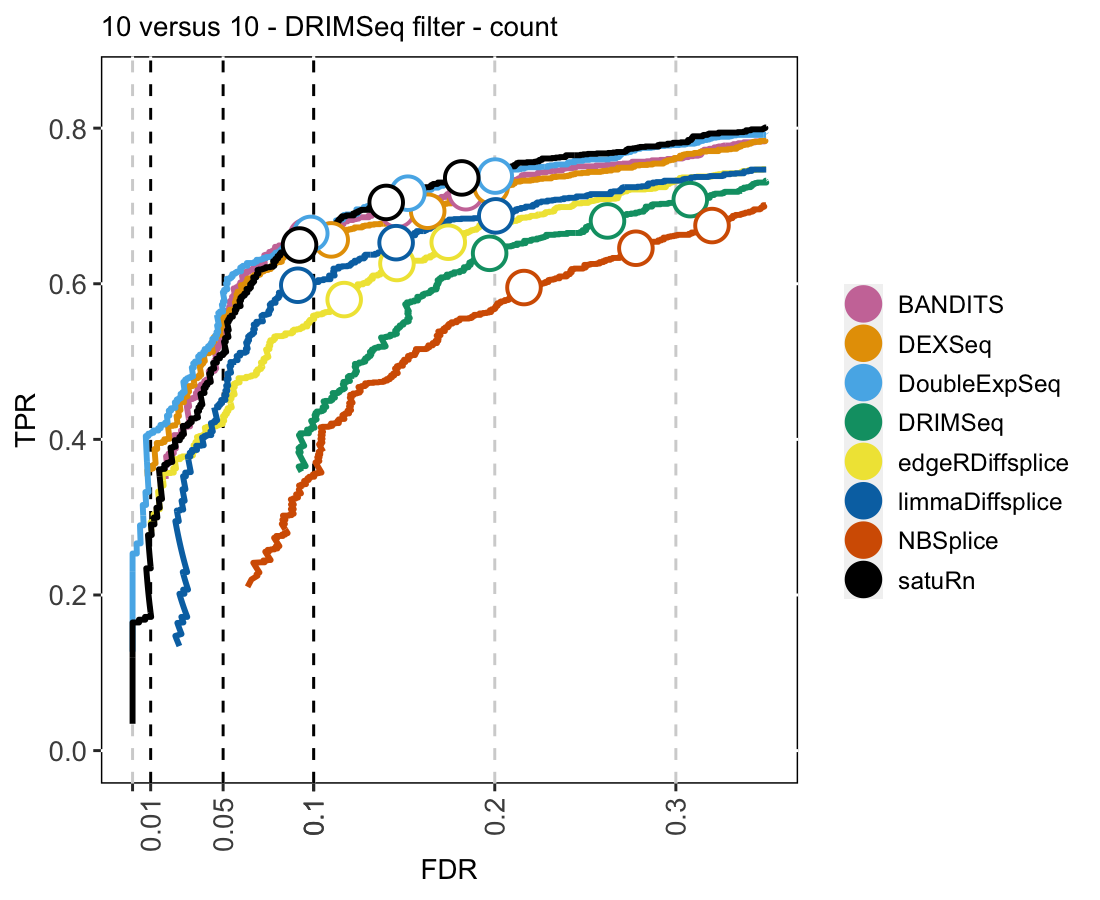 10 versus 10 - DRIMSeq filter - count
TPR
0.8
0.6
0.4
0.2
0.0
0.01
0.05
0.1
0.2
0.3
FDR
BANDITS
DEXSeq
DoubleExpSeq
DRIMSeq
edgeRDiffsplice
limmaDiffsplice
NBSplice
satuRn